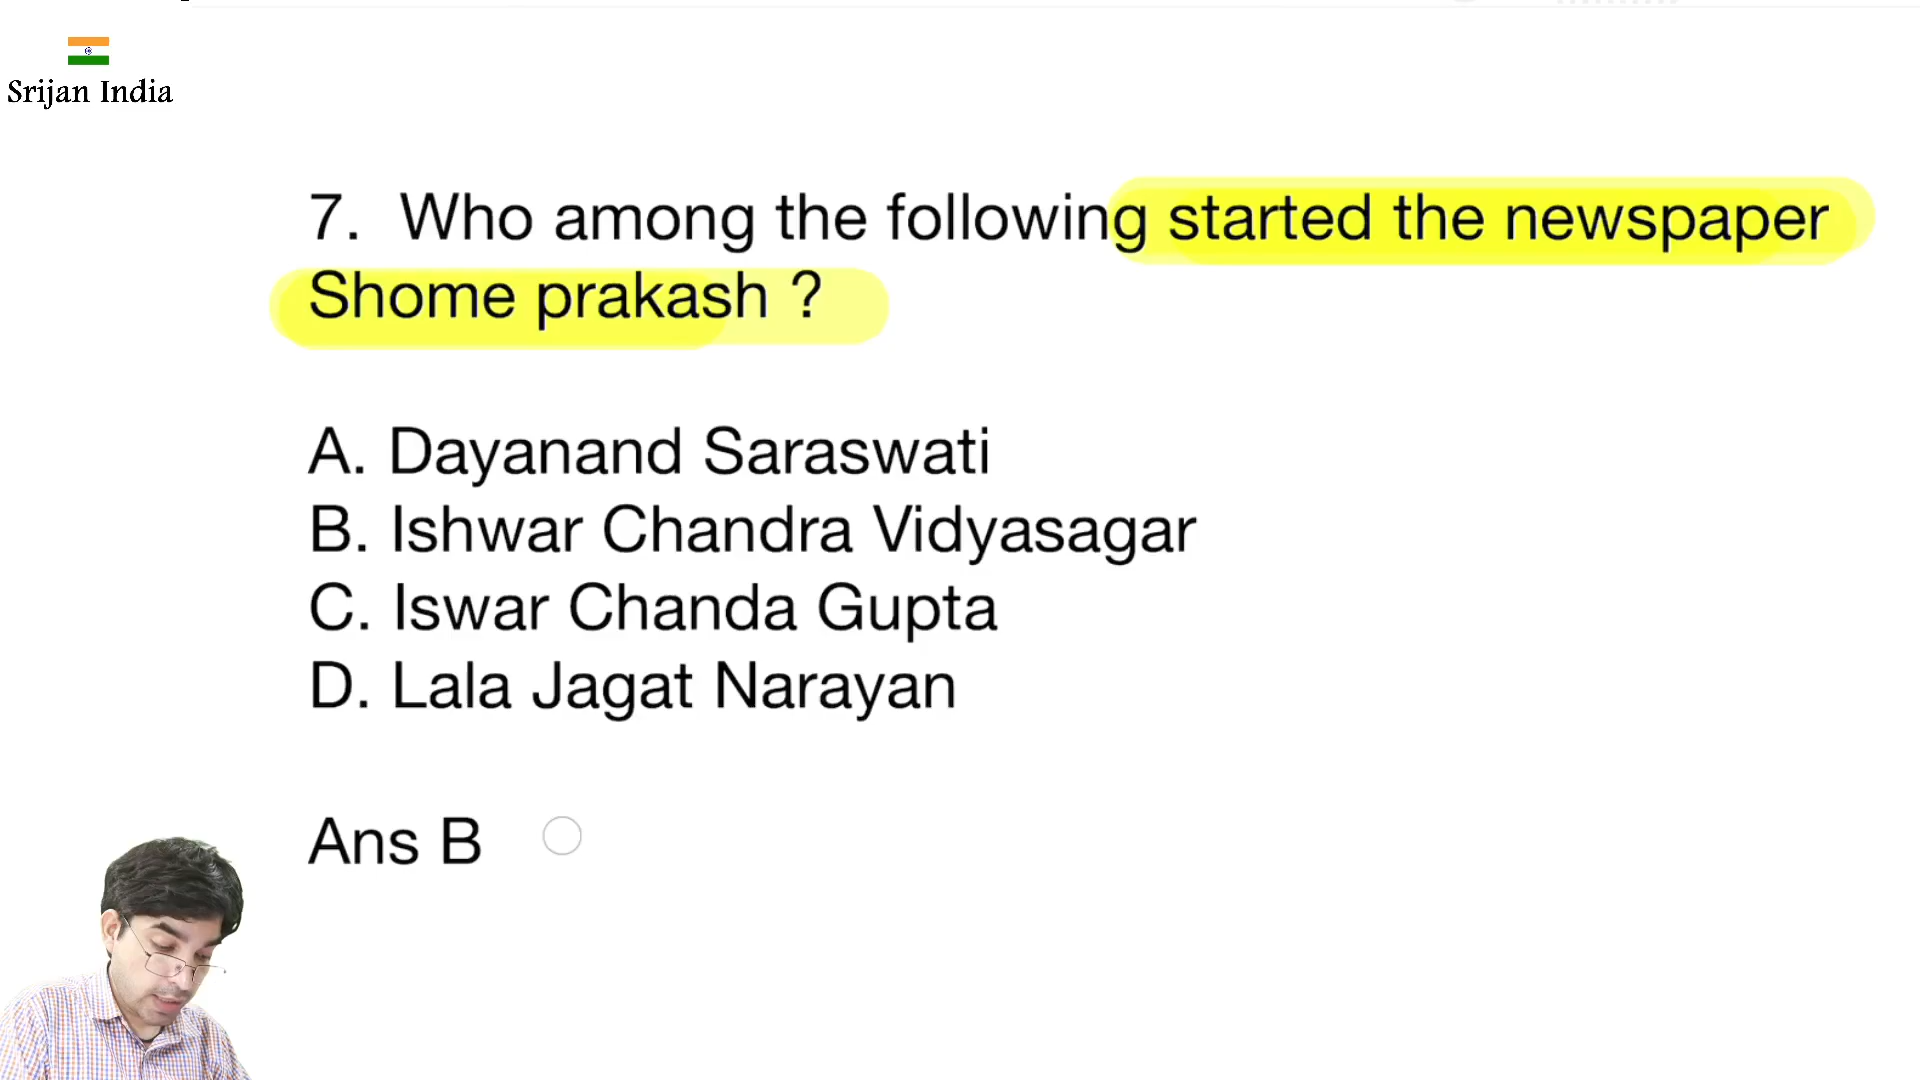 Srijan India
7. Who among the following started the newspaper
Shome prakash ?
A. Dayanand Saraswati
B. Ishwar Chandra Vidyasagar
C. Iswar Chanda Gupta
D. Lala Jagat Narayan
Ans B